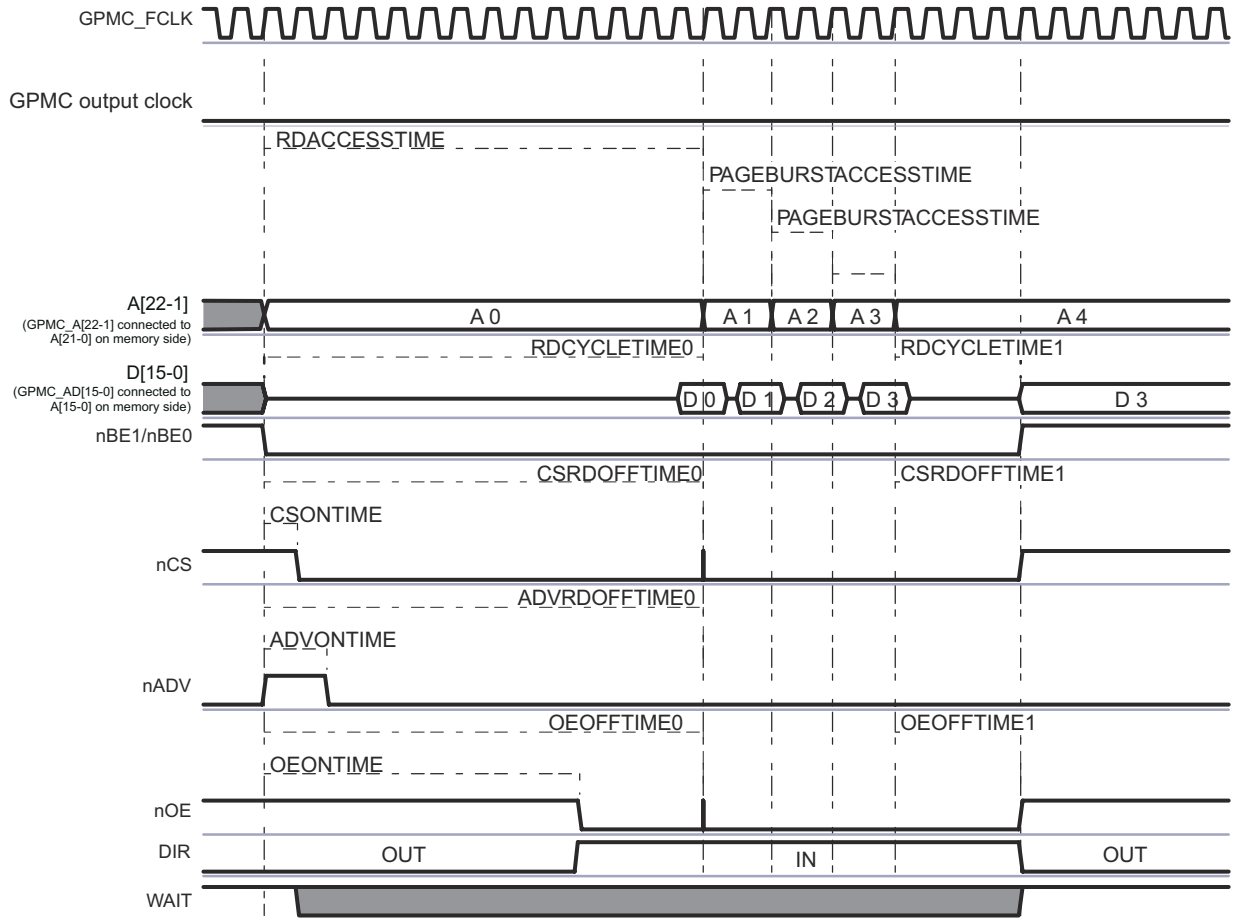 GPMC_FCLK
GPMC output clock
RDACCESSTIME
PAGEBURSTACCESSTIME
PAGEBURSTACCESSTIME
A[22-1]
(GPMC_A[22-1] connected to
A[21-0] on memory side)
A 0
A 1
A 2
A 3
A 4
RDCYCLETIME0
RDCYCLETIME1
D[15-0]
(GPMC_AD[15-0] connected to
A[15-0] on memory side)
D 0
D 1
D 2
D 3
D 3
nBE1/nBE0
CSRDOFFTIME0
CSRDOFFTIME1
CSONTIME
nCS
ADVRDOFFTIME0
ADVONTIME
nADV
OEOFFTIME0
OEOFFTIME1
OEONTIME
nOE
DIR
OUT
IN
OUT
WAIT